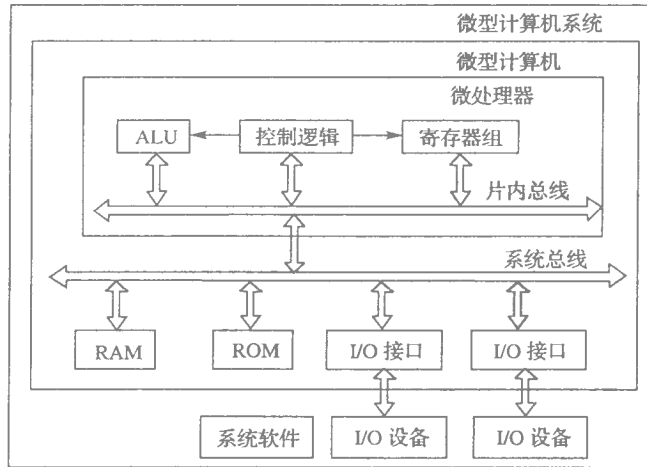 微型计算机系统
微型计算机
微处理器
ALU
控制逻辑
寄存器组
片内总线
系统总线
RAM
ROM
I/O 接口
I/O 接口
系统软件
I/O 设备
I/O 设备